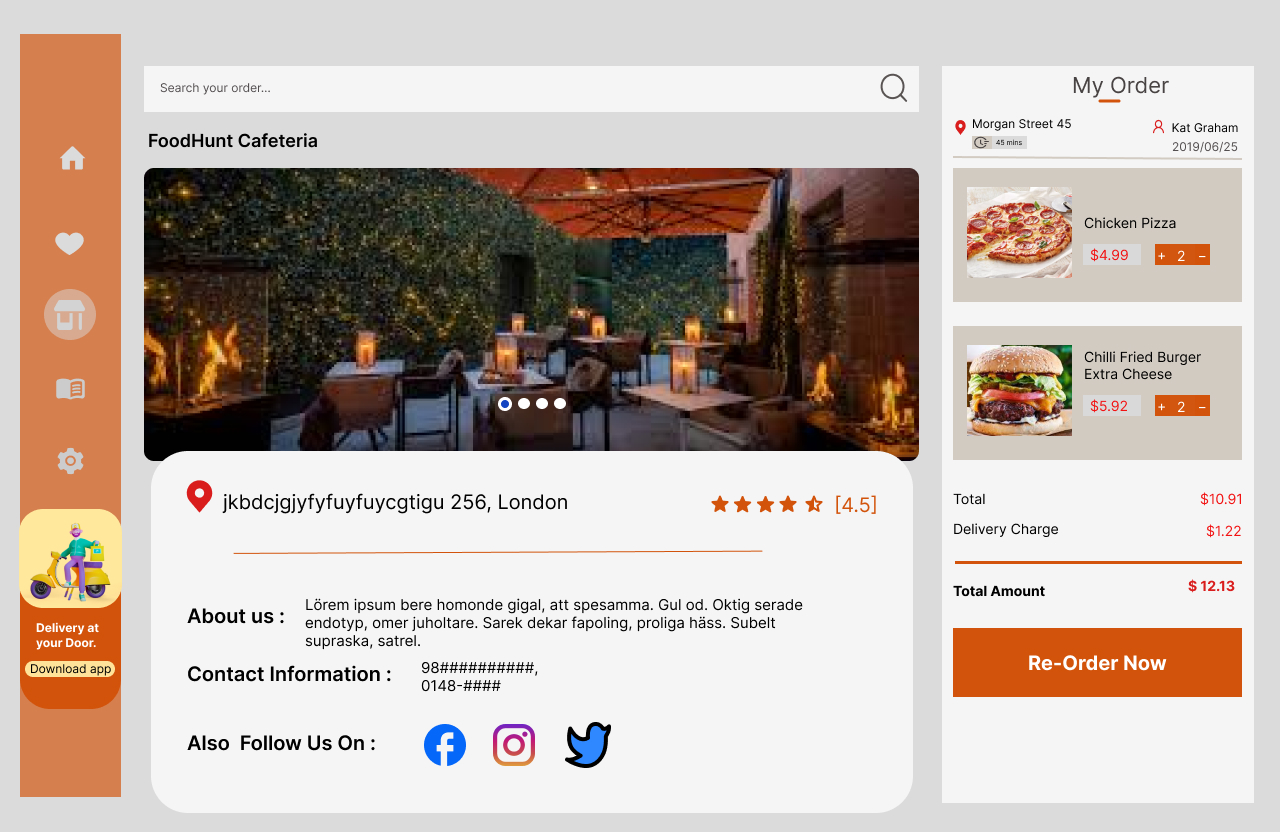 Search your order...
FoodHunt Cafeteria
jkbdcjgjyfyfuyfuycgtigu 256, London
[4.5]
About us :
Lörem ipsum bere homonde gigal, att spesamma. Gul od. Oktig serade
endotyp, omer juholtare. Sarek dekar fapoling, proliga häss. Subelt
supraska, satrel.
Contact Information :
98##########,
0148-####
Also Follow Us On :
Delivery at
your Door.
Download app
My Order
Morgan Street 45
45 mins
Kat Graham
2019/06/25
Chicken Pizza
$4.99
+ 2 −
Chilli Fried Burger
Extra Cheese
$5.92
+ 2 −
Total $10.91
Delivery Charge $1.22
Total Amount $ 12.13
Re-Order Now